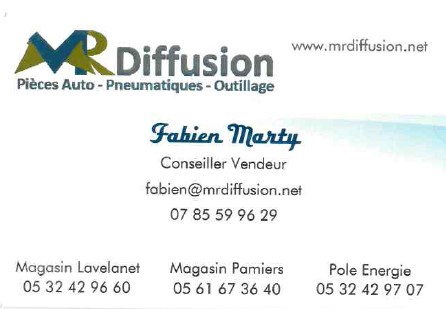 MR Diffusion
www.mrdiffusion.net
Pièces Auto - Pneumatiques - Outillage
Fabien Marty
Conseiller Vendeur
fabien@mrdiffusion.net
07 85 59 96 29
Magasin Lavelanet Magasin Pamiers Pole Energie
05 32 42 96 60 05 61 67 36 40 05 32 42 97 07